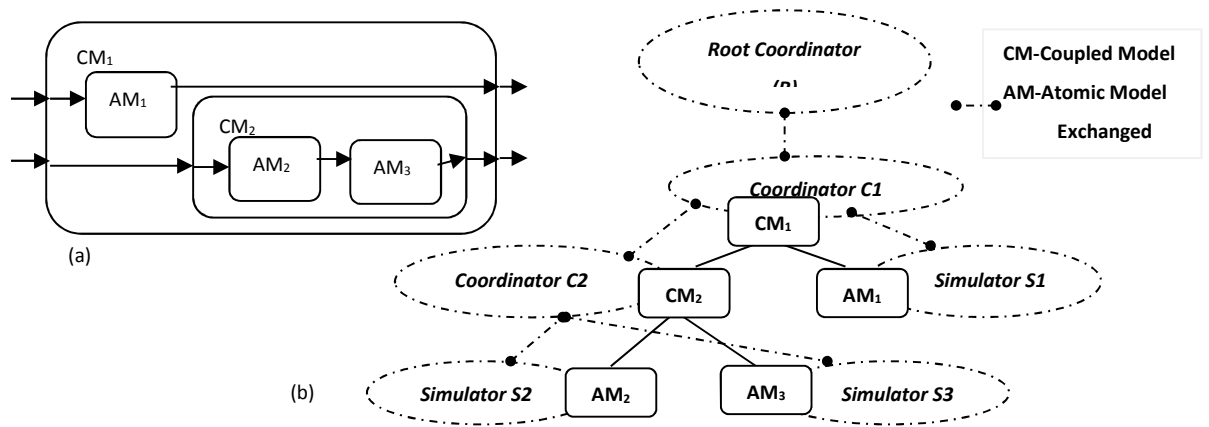 CM₁
AM₁
CM₂
AM₂
AM₃
(a)
Root Coordinator
CM-Coupled Model
AM-Atomic Model
Exchanged
Coordinator C1
CM₁
Coordinator C2
CM₂
AM₁
Simulator S1
(b)
Simulator S2
AM₂
AM₃
Simulator S3